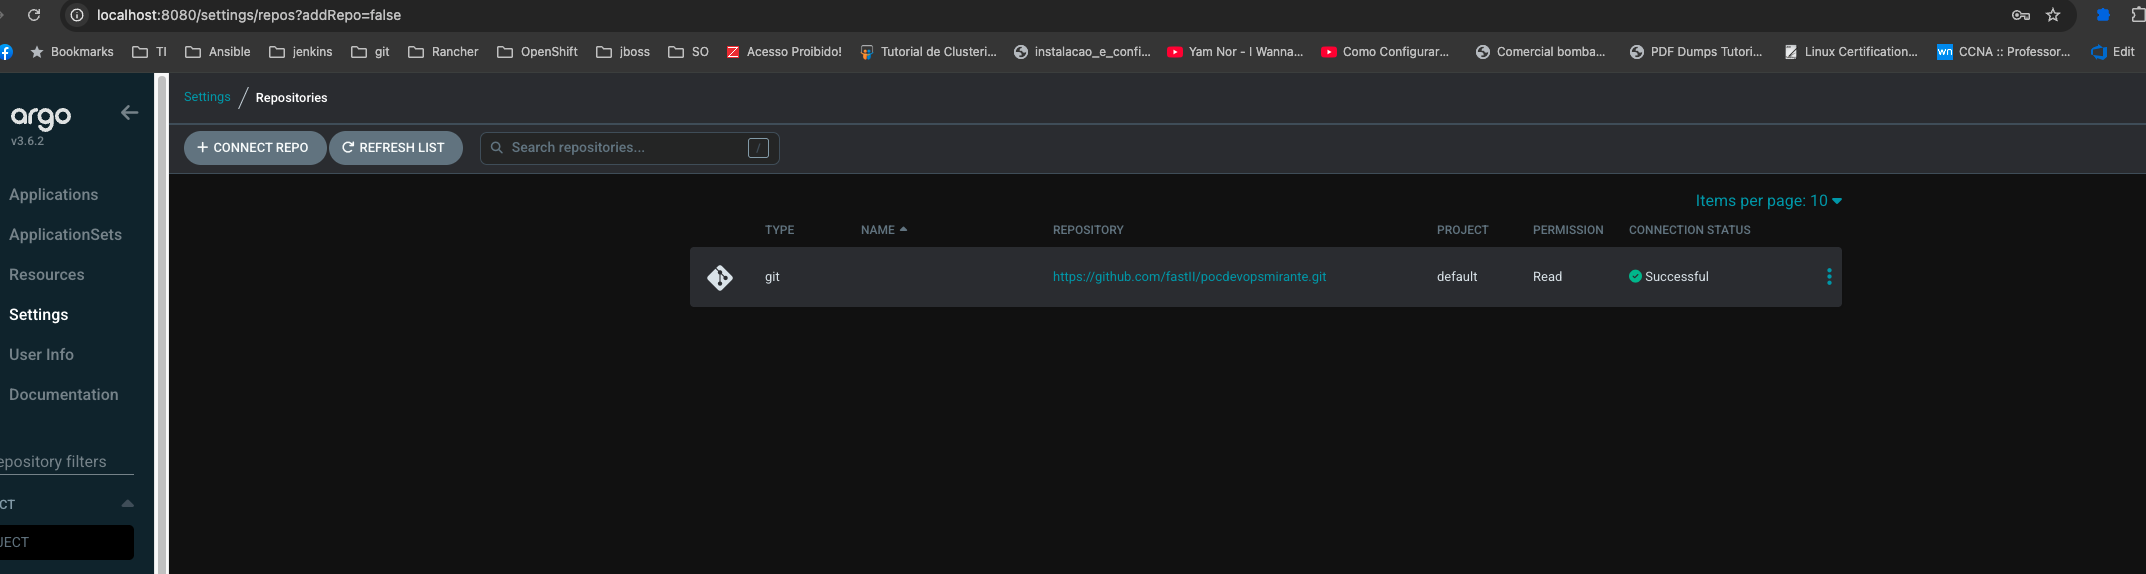 localhost:8080/settings/repos?addRepo=false
Bookmarks TI Ansible jenkins git Rancher OpenShift jboss SO Acesso Proibido! Tutorial de Clusteri... instalacao_e_confi... Yam Nor - I Wanna... Como Configurar... Comercial bomba... PDF Dumps Tutori... Linux Certification... CCNA :: Professor... Edit
argo
v3.6.2
Applications
ApplicationSets
Resources
Settings
User Info
Documentation
epository filters
CT
JECT
Settings / Repositories
+ CONNECT REPO REFRESH LIST Search repositories... /
Items per page: 10
TYPE NAME REPOSITORY PROJECT PERMISSION CONNECTION STATUS
git https://github.com/fastII/pocdevopsmirante.git default Read Successful